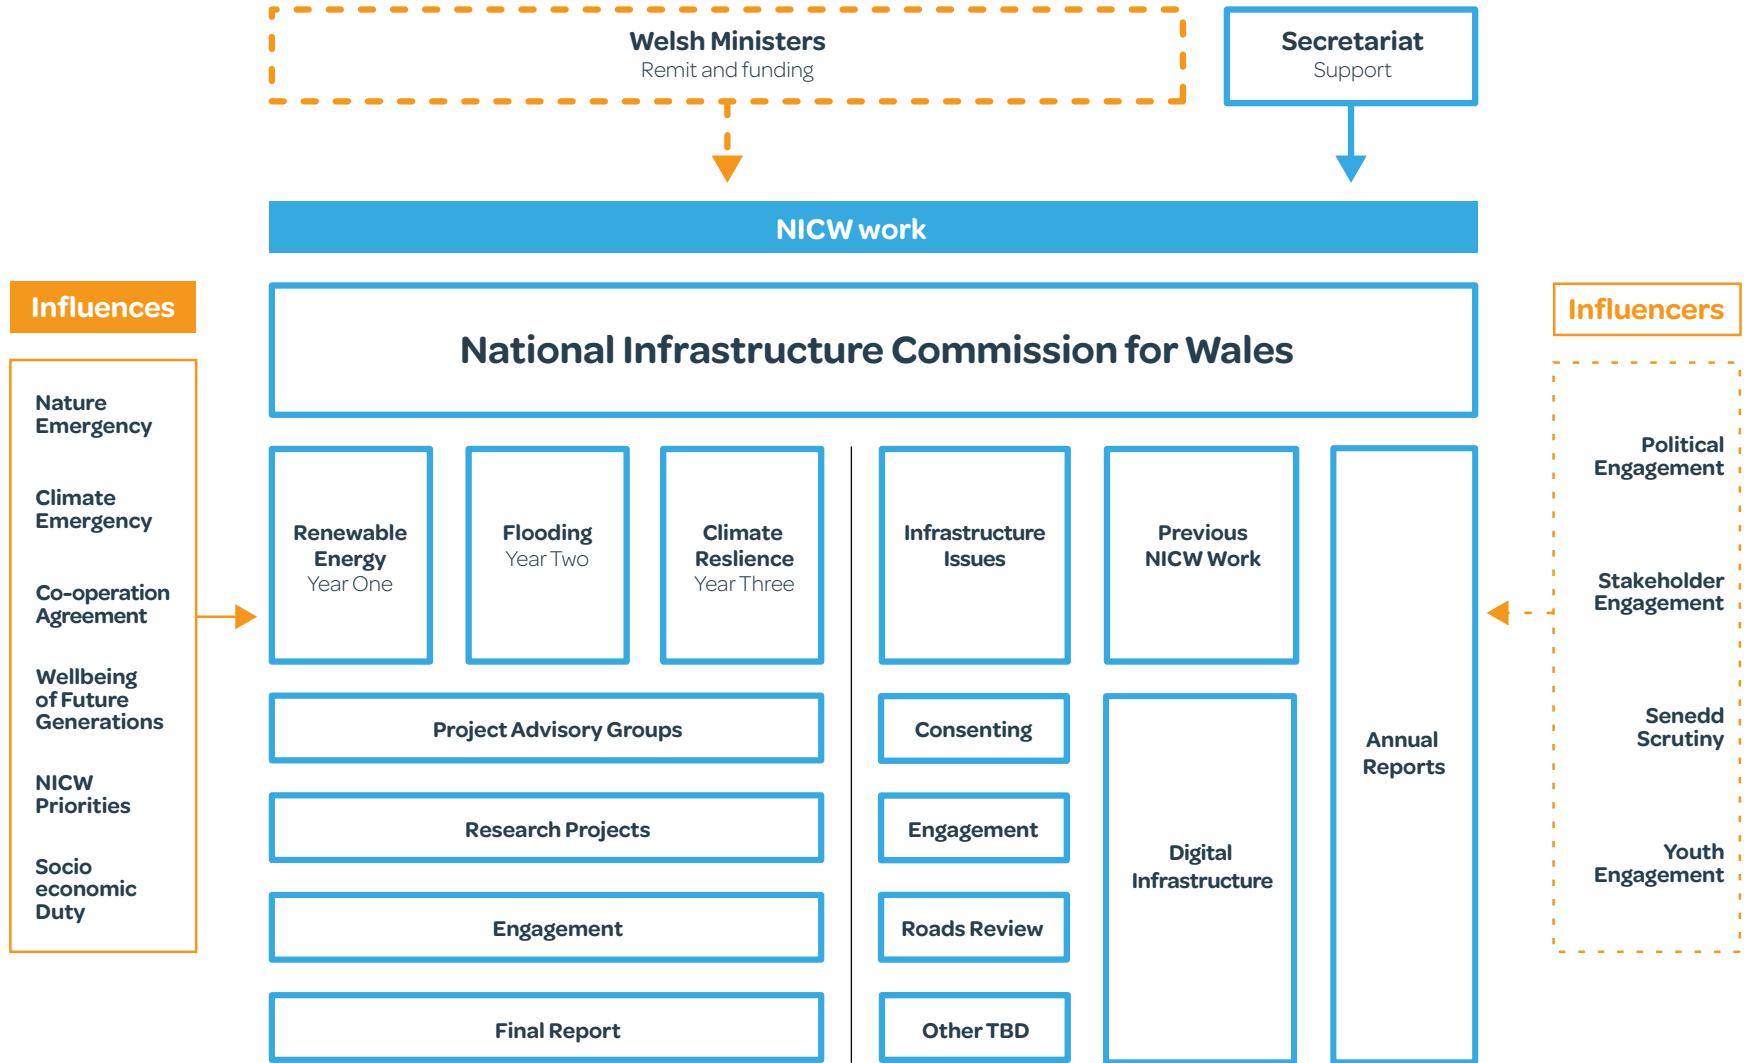 Welsh Ministers
Remit and funding
Secretariat
Support
NICW work
Influences
Nature
Emergency
Climate
Emergency
Co-operation
Agreement
Wellbeing
of Future
Generations
NICW
Priorities
Socio
economic
Duty
National Infrastructure Commission for Wales
Renewable
Energy
Year One
Flooding
Year Two
Climate
Reslience
Year Three
Project Advisory Groups
Research Projects
Engagement
Final Report
Infrastructure
Issues
Consenting
Engagement
Roads Review
Other TBD
Previous
NICW Work
Digital
Infrastructure
Annual
Reports
Influencers
Political
Engagement
Stakeholder
Engagement
Senedd
Scrutiny
Youth
Engagement